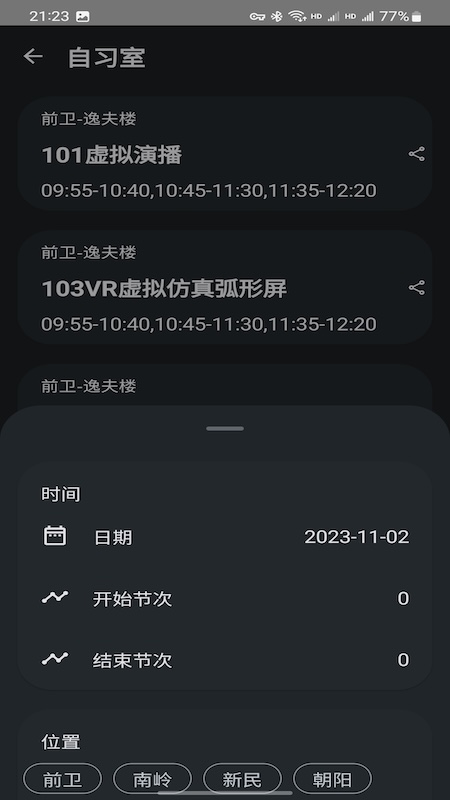 21:23 HD HD 77%
自习室
前卫-逸夫楼
101虚拟演播
09:55-10:40,10:45-11:30,11:35-12:20
前卫-逸夫楼
103VR虚拟仿真弧形屏
09:55-10:40,10:45-11:30,11:35-12:20
前卫-逸夫楼
时间
日期 2023-11-02
开始节次 0
结束节次 0
位置
前卫 南岭 新民 朝阳